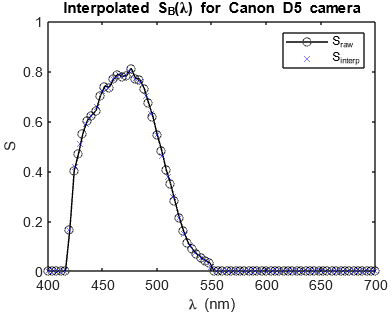 Interpolated S_B(λ) for Canon D5 camera
S_raw
S_interp
S
1
0.8
0.6
0.4
0.2
0
400 450 500 550 600 650 700
λ (nm)